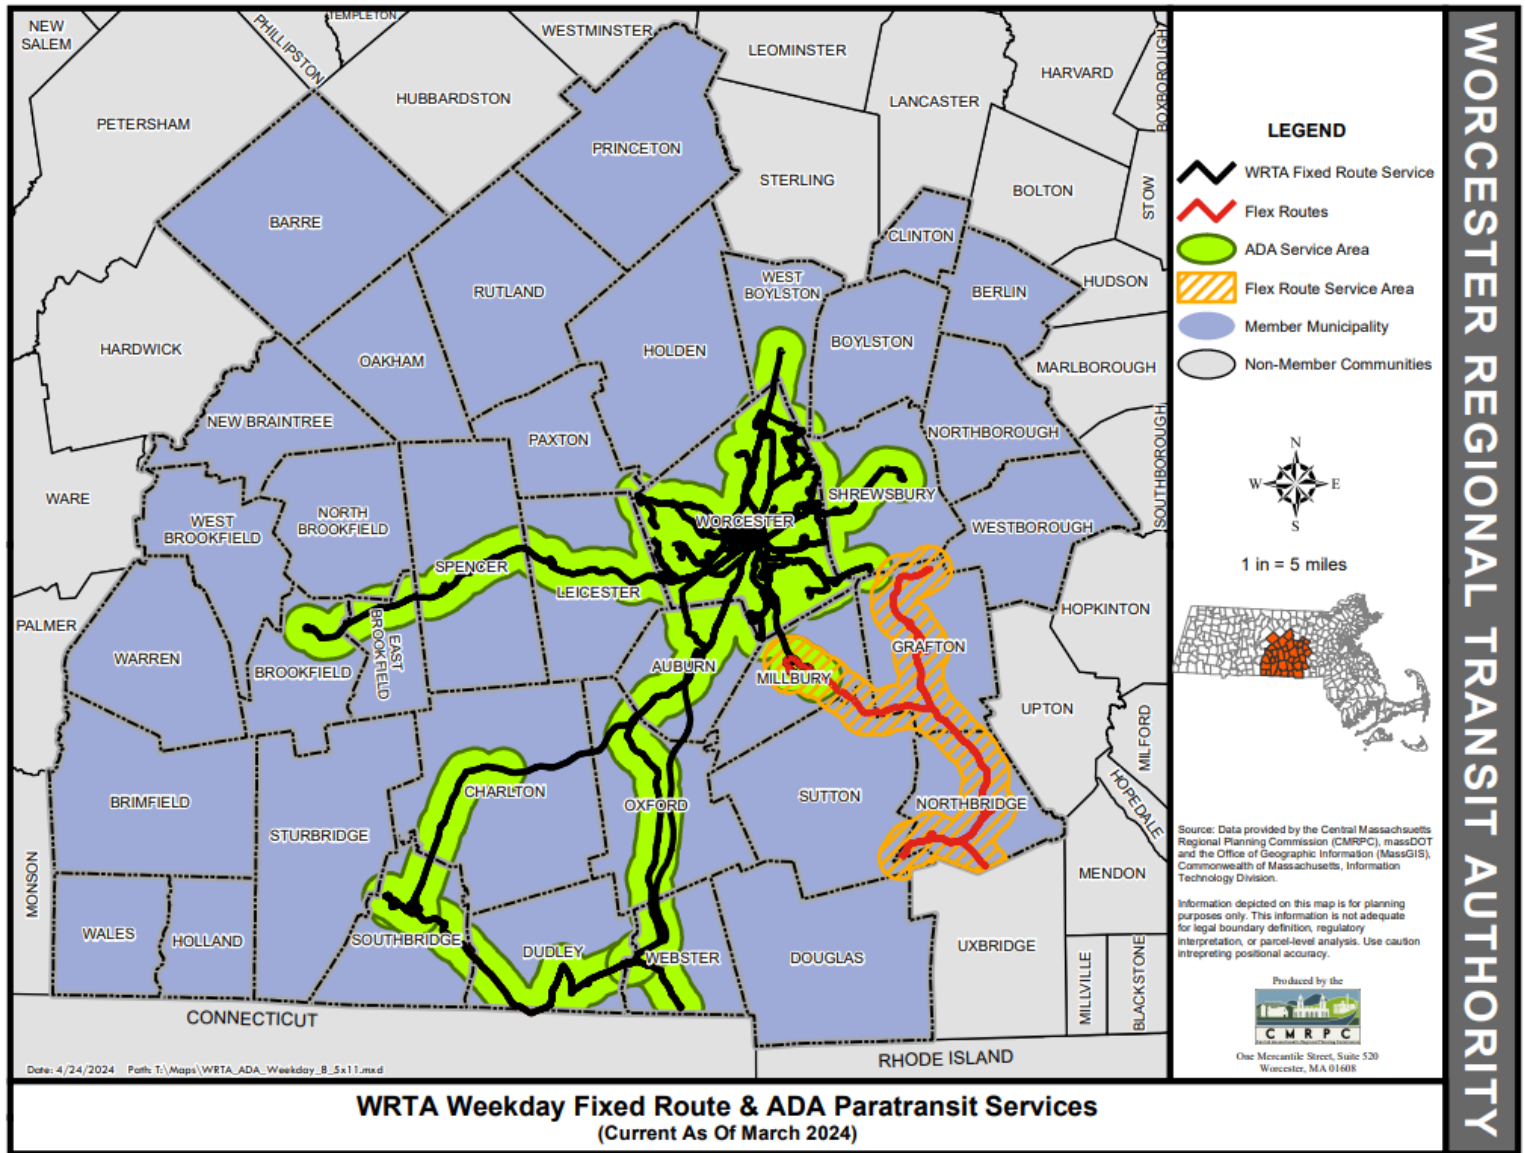 NEW
SALEM
PHILLIPSTON
TEMPLETON
WESTMINSTER
LEOMINSTER
HARVARD
BOXBOROUGH
PETERSHAM
HUBBARDSTON
LANCASTER
PRINCETON
STERLING
BOLTON
STOW
BARRE
CLINTON
HUDSON
RUTLAND
WEST
BOYLSTON
BERLIN
HARDWICK
OAKHAM
HOLDEN
BOYLSTON
MARLBOROUGH
NEW BRAINTREE
PAXTON
NORTHBOROUGH
SOUTHBOROUGH
WARE
WEST
BROOKFIELD
NORTH
BROOKFIELD
WORCESTER
SHREWSBURY
WESTBOROUGH
SPENCER
LEICESTER
PALMER
WARREN
BROOKFIELD
EAST
BROOKFIELD
AUBURN
MILLBURY
GRAFTON
HOPKINTON
UPTON
MILFORD
HOPEDALE
BRIMFIELD
STURBRIDGE
CHARLTON
OXFORD
SUTTON
NORTHBRIDGE
MONSON
MENDON
WALES
HOLLAND
SOUTHBRIDGE
DUDLEY
WEBSTER
DOUGLAS
UXBRIDGE
MILLVILLE
BLACKSTONE
CONNECTICUT
RHODE ISLAND
Date: 4/24/2024 Path: T:\Maps\WRTA_ADA_Weekday_8_5x11.mxd
LEGEND
WRTA Fixed Route Service
Flex Routes
ADA Service Area
Flex Route Service Area
Member Municipality
Non-Member Communities
N
W
E
S
1 in = 5 miles
Source: Data provided by the Central Massachusetts
Regional Planning Commission (CMRPC), massDOT
and the Office of Geographic Information (MassGIS),
Commonwealth of Massachusetts, Information
Technology Division.
Information depicted on this map is for planning
purposes only. This information is not adequate
for legal boundary definition, regulatory
interpretation, or parcel-level analysis. Use caution
intrepreting positional accuracy.
Produced by the
CMRPC
One Mercantile Street, Suite 520
Worcester, MA 01608
WORCESTER REGIONAL TRANSIT AUTHORITY
WRTA Weekday Fixed Route & ADA Paratransit Services
(Current As Of March 2024)